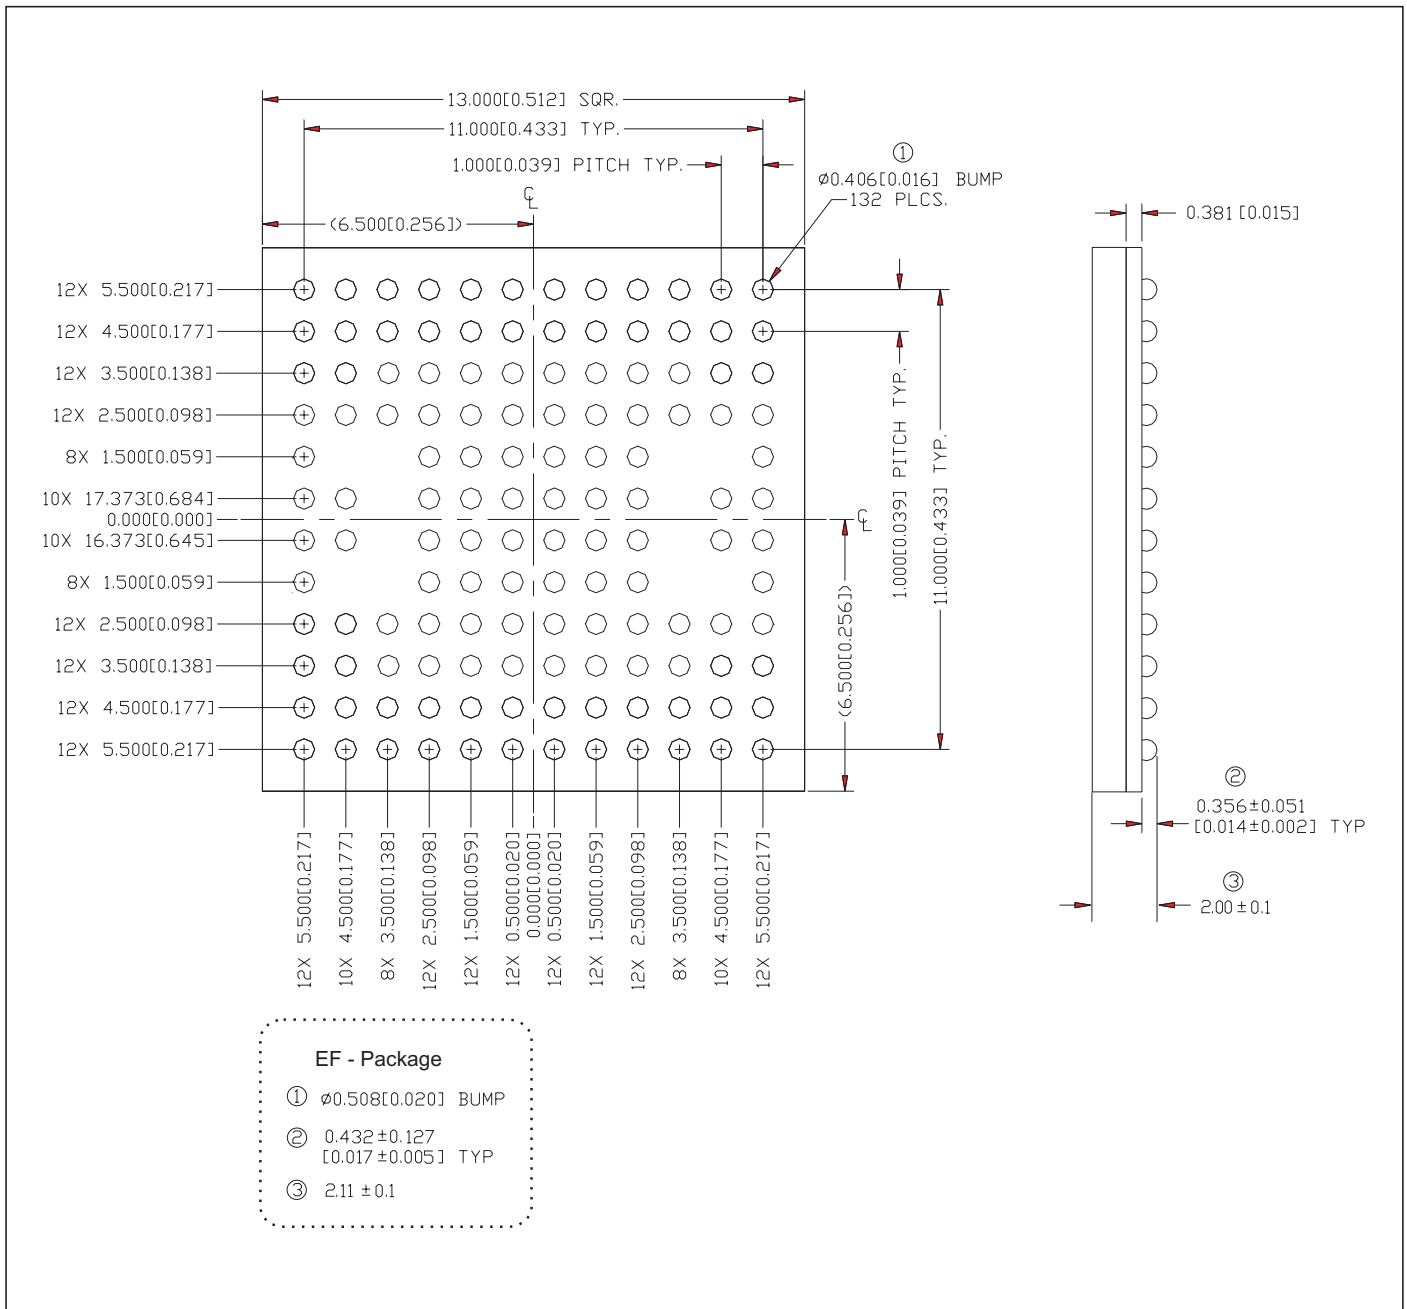 13.000[0.512] SQR.
11.000[0.433] TYP.
1.000[0.039] PITCH TYP.
①
Ø0.406[0.016] BUMP
132 PLCS.
℄
(6.500[0.256])
0.381 [0.015]
12X 5.500[0.217]
12X 4.500[0.177]
12X 3.500[0.138]
12X 2.500[0.098]
8X 1.500[0.059]
10X 17.373[0.684]
0.000[0.000]
10X 16.373[0.645]
8X 1.500[0.059]
12X 2.500[0.098]
12X 3.500[0.138]
12X 4.500[0.177]
12X 5.500[0.217]
℄
1.000[0.039] PITCH TYP.
11.000[0.433] TYP.
(6.500[0.256])
②
0.356±0.051
[0.014±0.002] TYP
③
2.00±0.1
12X 5.500[0.217]
10X 4.500[0.177]
8X 3.500[0.138]
12X 2.500[0.098]
12X 1.500[0.059]
12X 0.500[0.020]
0.000[0.000]
12X 0.500[0.020]
12X 1.500[0.059]
12X 2.500[0.098]
8X 3.500[0.138]
10X 4.500[0.177]
12X 5.500[0.217]
EF - Package
① Ø0.508[0.020] BUMP
② 0.432±0.127
[0.017±0.005] TYP
③ 2.11 ±0.1